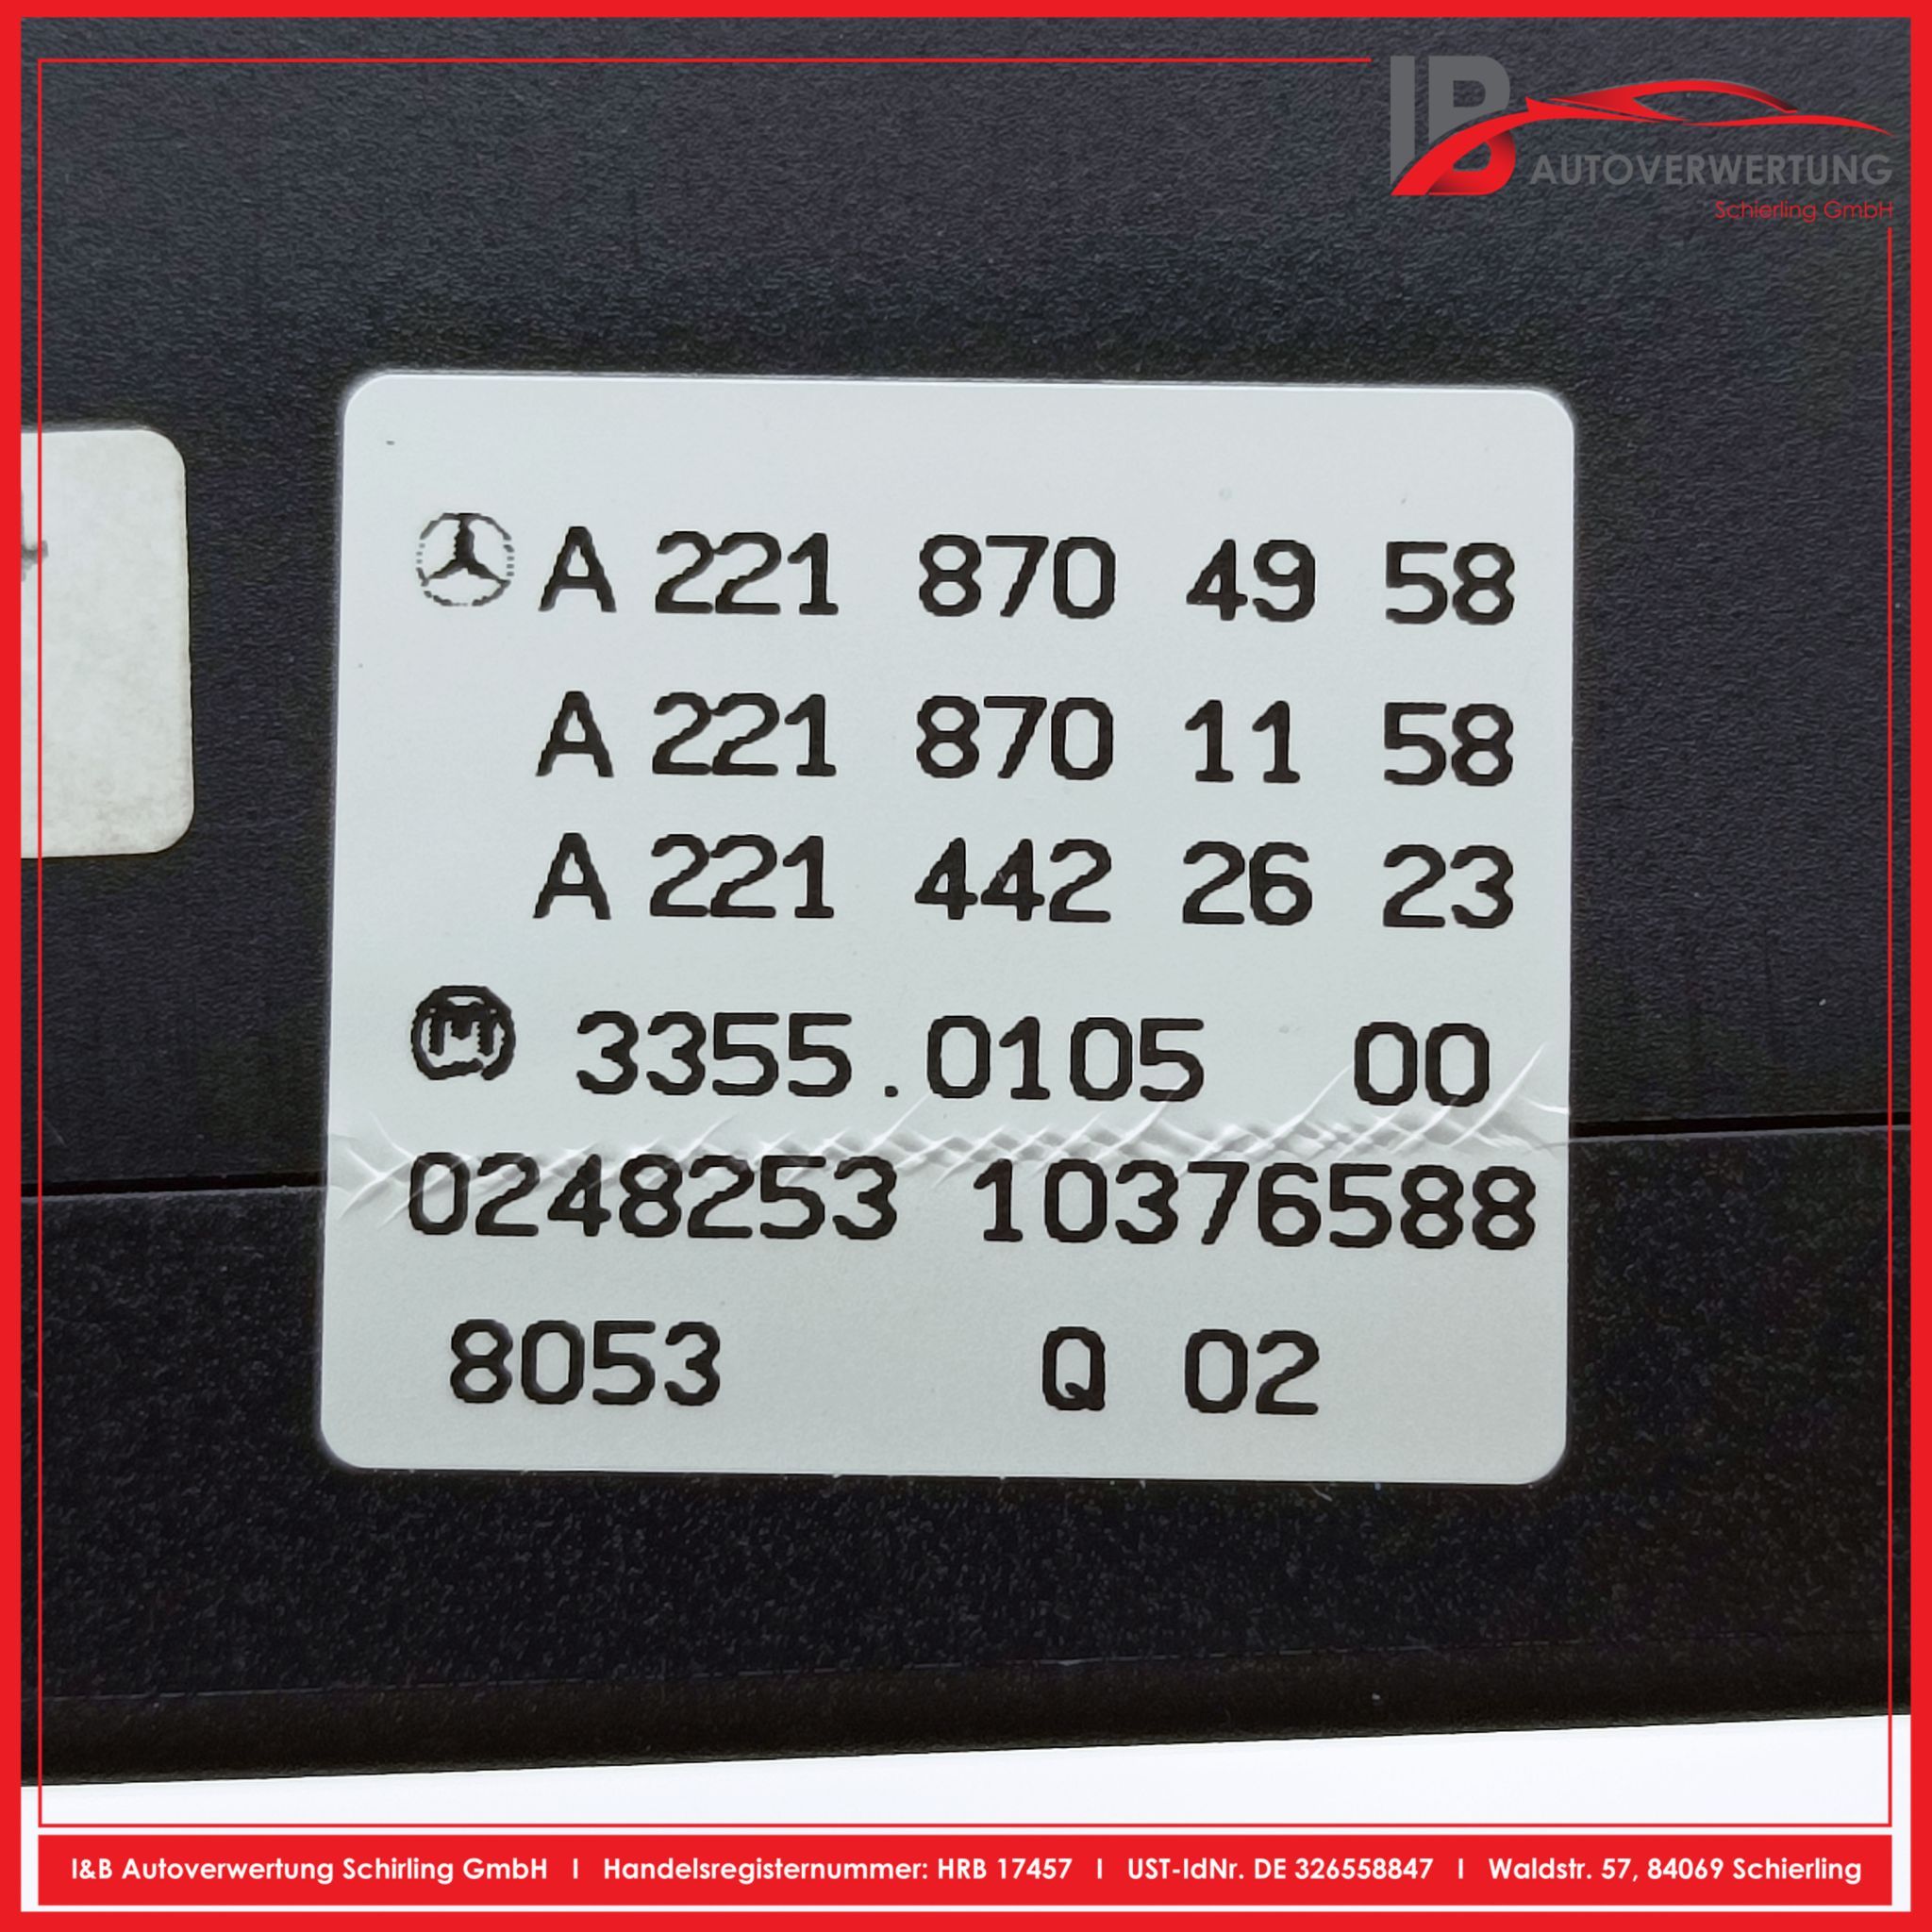 IB AUTOVERWERTUNG
Schierling GmbH
A 221 870 49 58
A 221 870 11 58
A 221 442 26 23
M 3355.0105 00
0248253 10376588
8053 Q 02
I&B Autoverwertung Schirling GmbH I Handelsregisternummer: HRB 17457 I UST-IdNr. DE 326558847 I Waldstr. 57, 84069 Schierling